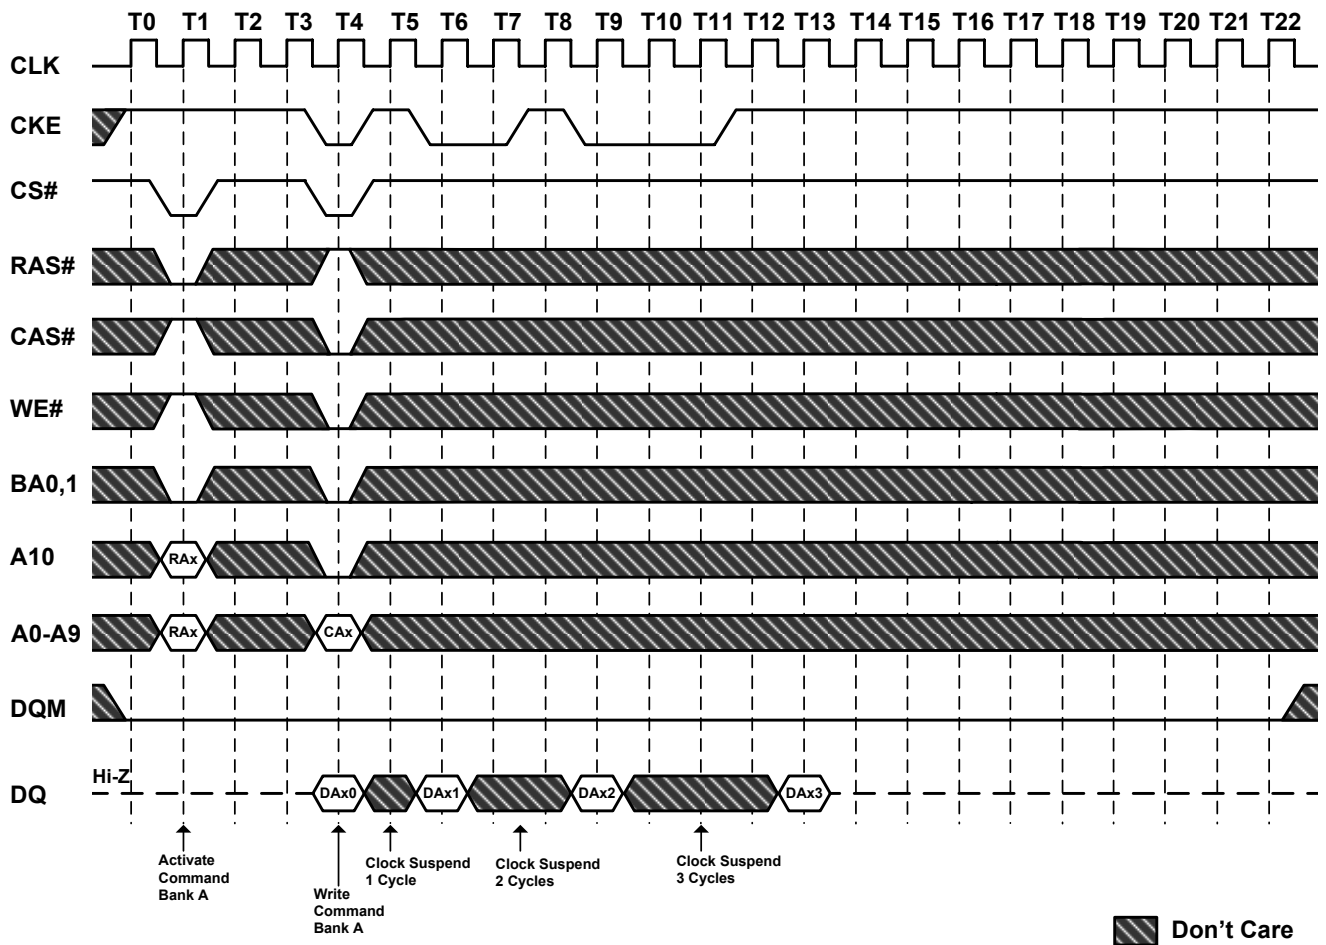 T0 T1 T2 T3 T4 T5 T6 T7 T8 T9 T10 T11 T12 T13 T14 T15 T16 T17 T18 T19 T20 T21 T22
CLK
CKE
CS#
RAS#
CAS#
WE#
BA0,1
A10 RAx
A0-A9 RAx CAx
DQM
Hi-Z
DQ DAx0 DAx1 DAx2 DAx3
Activate
Command
Bank A
Write
Command
Bank A
Clock Suspend
1 Cycle
Clock Suspend
2 Cycles
Clock Suspend
3 Cycles
Don't Care